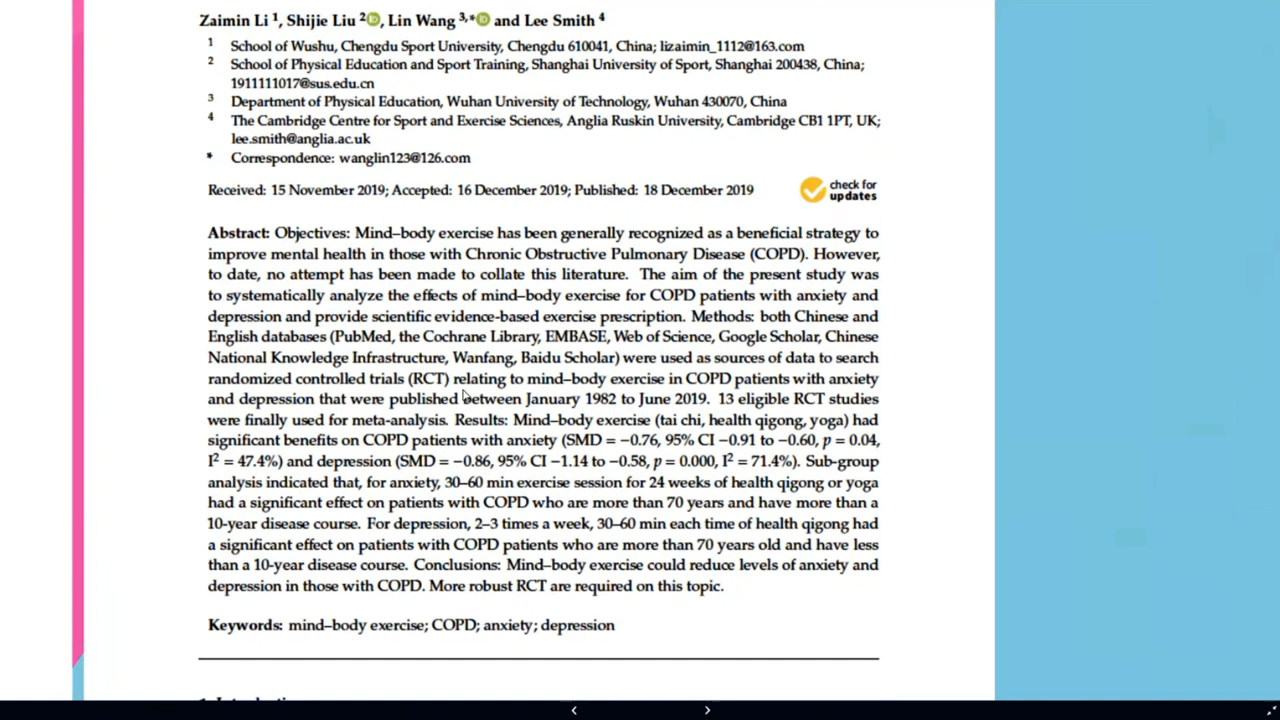 Zaimin Li 1, Shijie Liu 2 iD, Lin Wang 3,* iD and Lee Smith 4
1 School of Wushu, Chengdu Sport University, Chengdu 610041, China; lizaimin_1112@163.com
2 School of Physical Education and Sport Training, Shanghai University of Sport, Shanghai 200438, China;
1911111017@sus.edu.cn
3 Department of Physical Education, Wuhan University of Technology, Wuhan 430070, China
4 The Cambridge Centre for Sport and Exercise Sciences, Anglia Ruskin University, Cambridge CB1 1PT, UK;
lee.smith@anglia.ac.uk
* Correspondence: wanglin123@126.com
Received: 15 November 2019; Accepted: 16 December 2019; Published: 18 December 2019
check for
updates
Abstract: Objectives: Mind–body exercise has been generally recognized as a beneficial strategy to
improve mental health in those with Chronic Obstructive Pulmonary Disease (COPD). However,
to date, no attempt has been made to collate this literature. The aim of the present study was
to systematically analyze the effects of mind–body exercise for COPD patients with anxiety and
depression and provide scientific evidence-based exercise prescription. Methods: both Chinese and
English databases (PubMed, the Cochrane Library, EMBASE, Web of Science, Google Scholar, Chinese
National Knowledge Infrastructure, Wanfang, Baidu Scholar) were used as sources of data to search
randomized controlled trials (RCT) relating to mind–body exercise in COPD patients with anxiety
and depression that were published between January 1982 to June 2019. 13 eligible RCT studies
were finally used for meta-analysis. Results: Mind–body exercise (tai chi, health qigong, yoga) had
significant benefits on COPD patients with anxiety (SMD = −0.76, 95% CI −0.91 to −0.60, p = 0.04,
I2 = 47.4%) and depression (SMD = −0.86, 95% CI −1.14 to −0.58, p = 0.000, I2 = 71.4%). Sub-group
analysis indicated that, for anxiety, 30–60 min exercise session for 24 weeks of health qigong or yoga
had a significant effect on patients with COPD who are more than 70 years and have more than a
10-year disease course. For depression, 2–3 times a week, 30–60 min each time of health qigong had
a significant effect on patients with COPD patients who are more than 70 years old and have less
than a 10-year disease course. Conclusions: Mind–body exercise could reduce levels of anxiety and
depression in those with COPD. More robust RCT are required on this topic.
Keywords: mind–body exercise; COPD; anxiety; depression